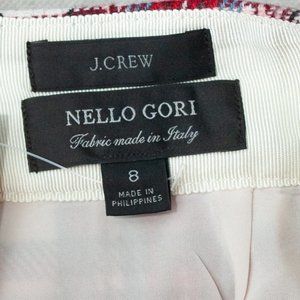 J.CREW
NELLO GORI
Fabric made in Italy
8
MADE IN
PHILIPPINES